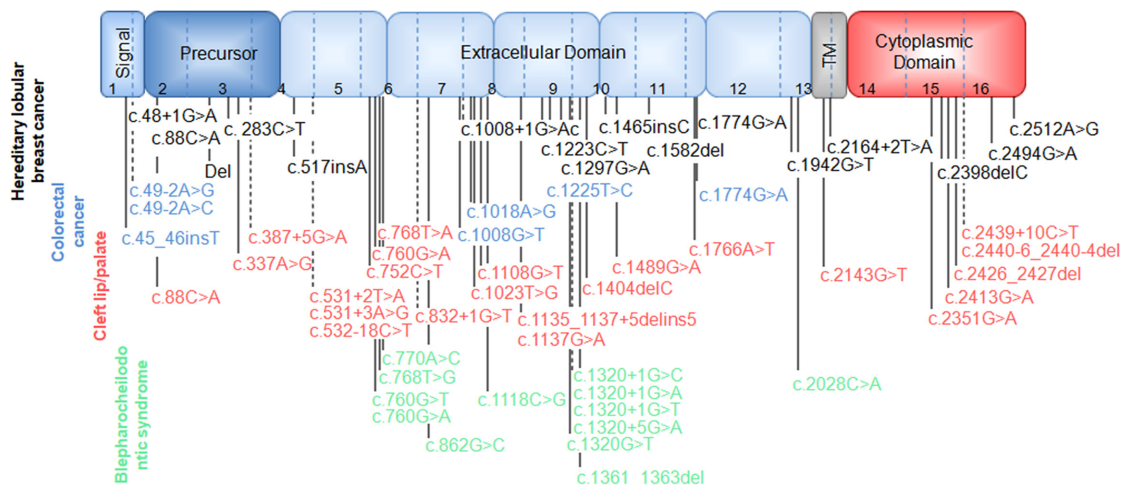 Signal
Precursor
Extracellular Domain
TM
Cytoplasmic
Domain
1 2 3 4 5 6 7 8 9 10 11 12 13 14 15 16
Hereditary lobular
breast cancer
c.48+1G>A
c.88C>A
Del
c. 283C>T
c.517insA
c.1008+1G>Ac
c.1223C>T
c.1297G>A
c.1465insC
c.1582del
c.1774G>A
c.1942G>T
c.2164+2T>A
c.2398delC
c.2494G>A
c.2512A>G
Colorectal
cancer
c.49-2A>G
c.49-2A>C
c.45_46insT
c.1018A>G
c.1008G>T
c.1225T>C
c.1774G>A
Cleft lip/palate
c.88C>A
c.387+5G>A
c.337A>G
c.531+2T>A
c.531+3A>G
c.532-18C>T
c.768T>A
c.760G>A
c.752C>T
c.832+1G>T
c.1108G>T
c.1023T>G
c.1135_1137+5delins5
c.1137G>A
c.1489G>A
c.1404delC
c.1766A>T
c.2143G>T
c.2439+10C>T
c.2440-6_2440-4del
c.2426_2427del
c.2413G>A
c.2351G>A
Blepharocheilodo
ntic syndrome
c.770A>C
c.768T>G
c.760G>T
c.760G>A
c.862G>C
c.1118C>G
c.1320+1G>C
c.1320+1G>A
c.1320+1G>T
c.1320+5G>A
c.1320G>T
c.1361_1363del
c.2028C>A